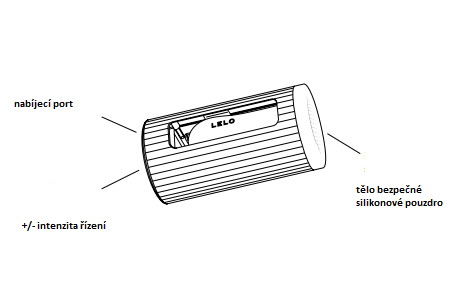 nabíjecí port
LELO
tělo bezpečné
silikonové pouzdro
+/- intenzita řízení